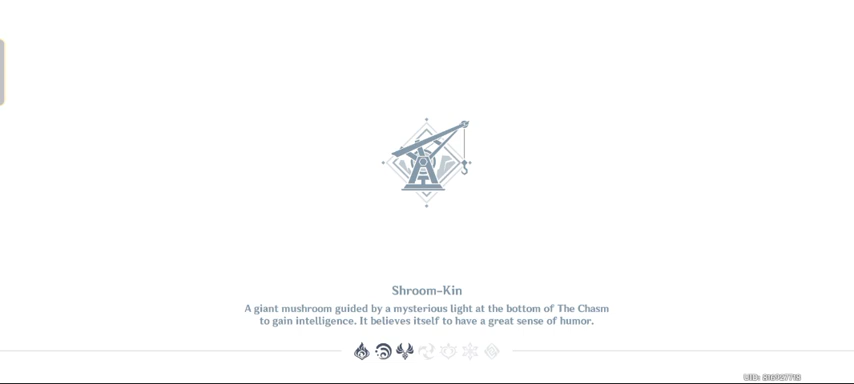 Shroom-Kin
A giant mushroom guided by a mysterious light at the bottom of The Chasm
to gain intelligence. It believes itself to have a great sense of humor.